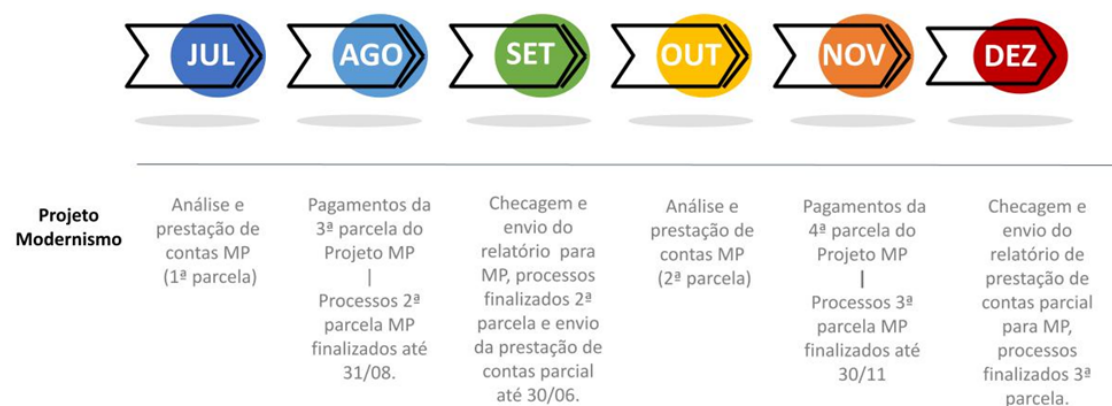 JUL
AGO
SET
OUT
NOV
DEZ
Projeto
Modernismo
Análise e
prestação de
contas MP
(1ª parcela)
Pagamentos da
3ª parcela do
Projeto MP
|
Processos 2ª
parcela MP
finalizados até
31/08.
Checagem e
envio do
relatório para
MP, processos
finalizados 2ª
parcela e envio
da prestação de
contas parcial
até 30/06.
Análise e
prestação de
contas MP
(2ª parcela)
Pagamentos da
4ª parcela do
Projeto MP
|
Processos 3ª
parcela MP
finalizados até
30/11
Checagem e
envio do
relatório de
prestação de
contas parcial
para MP,
processos
finalizados 3ª
parcela.